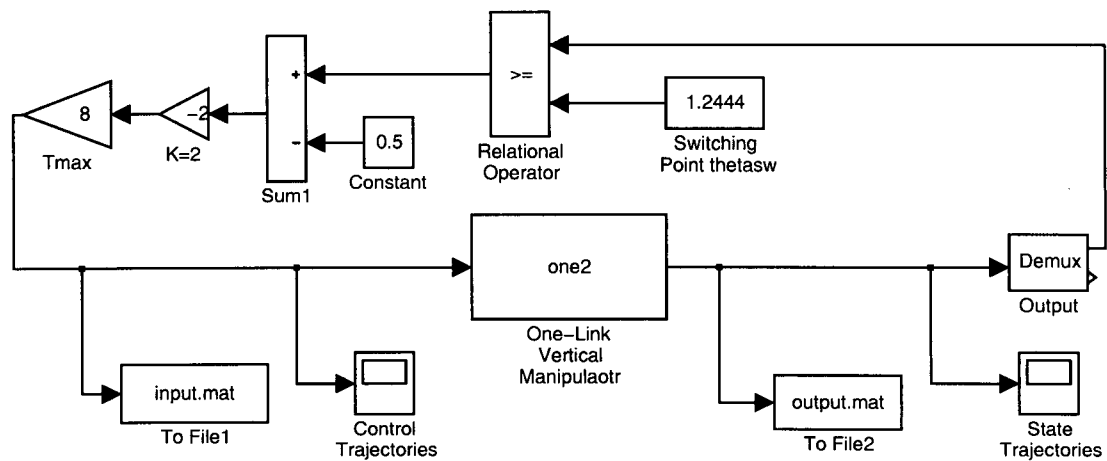 8
Tmax
-2
K=2
+
−
Sum1
0.5
Constant
>=
Relational
Operator
1.2444
Switching
Point thetasw
one2
One−Link
Vertical
Manipulaotr
Demux
Output
input.mat
To File1
Control
Trajectories
output.mat
To File2
State
Trajectories